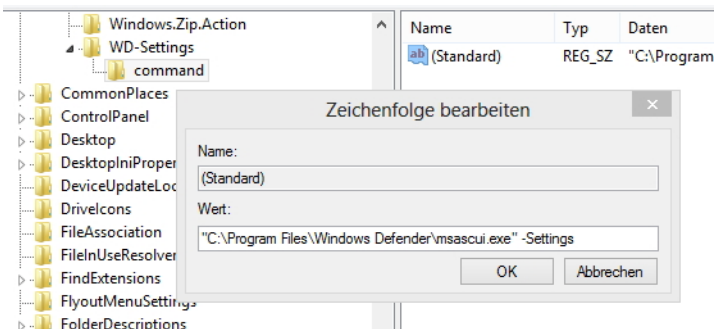 Windows.Zip.Action
WD-Settings
command
CommonPlaces
ControlPanel
Desktop
DesktopIniProper
DeviceUpdateLoc
DriveIcons
FileAssociation
FileInUseResolver
FindExtensions
FlyoutMenuSettings
FolderDescriptions
Name Typ Daten
ab (Standard) REG_SZ "C:\Program
Zeichenfolge bearbeiten
Name:
(Standard)
Wert:
"C:\Program Files\Windows Defender\msascui.exe" -Settings
OK Abbrechen